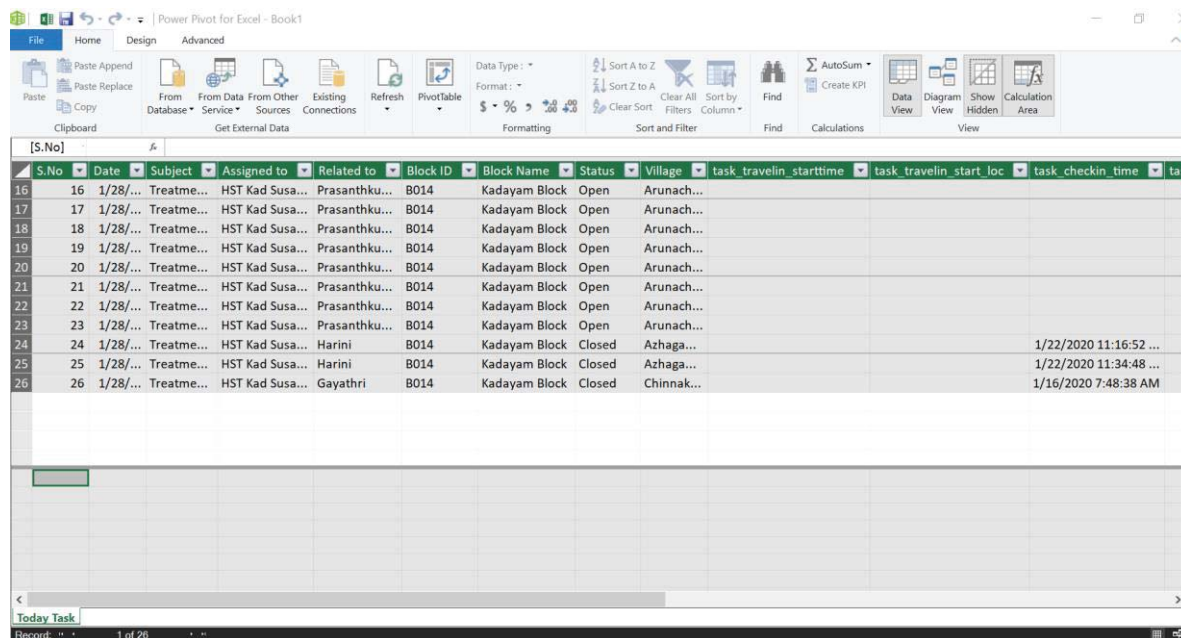 Power Pivot for Excel - Book1
File Home Design Advanced
Paste
Paste Append
Paste Replace
Copy
From Database
From Data Service
From Other Sources
Existing Connections
Refresh
PivotTable
Data Type :
Format :
$ % ,
Sort A to Z
Sort Z to A
Clear Sort
Clear All Filters
Sort by Column
Find
AutoSum
Create KPI
Data View
Diagram View
Show Hidden
Calculation Area
Clipboard Get External Data Formatting Sort and Filter Find Calculations View
[S.No] fx
S.No Date Subject Assigned to Related to Block ID Block Name Status Village task_travelin_starttime task_travelin_start_loc task_checkin_time ta
16 16 1/28/... Treatme... HST Kad Susa... Prasanthku... B014 Kadayam Block Open Arunach...
17 17 1/28/... Treatme... HST Kad Susa... Prasanthku... B014 Kadayam Block Open Arunach...
18 18 1/28/... Treatme... HST Kad Susa... Prasanthku... B014 Kadayam Block Open Arunach...
19 19 1/28/... Treatme... HST Kad Susa... Prasanthku... B014 Kadayam Block Open Arunach...
20 20 1/28/... Treatme... HST Kad Susa... Prasanthku... B014 Kadayam Block Open Arunach...
21 21 1/28/... Treatme... HST Kad Susa... Prasanthku... B014 Kadayam Block Open Arunach...
22 22 1/28/... Treatme... HST Kad Susa... Prasanthku... B014 Kadayam Block Open Arunach...
23 23 1/28/... Treatme... HST Kad Susa... Prasanthku... B014 Kadayam Block Open Arunach...
24 24 1/28/... Treatme... HST Kad Susa... Harini B014 Kadayam Block Closed Azhaga... 1/22/2020 11:16:52 ...
25 25 1/28/... Treatme... HST Kad Susa... Harini B014 Kadayam Block Closed Azhaga... 1/22/2020 11:34:48 ...
26 26 1/28/... Treatme... HST Kad Susa... Gayathri B014 Kadayam Block Closed Chinnak... 1/16/2020 7:48:38 AM
Today Task
Record: 1 of 26